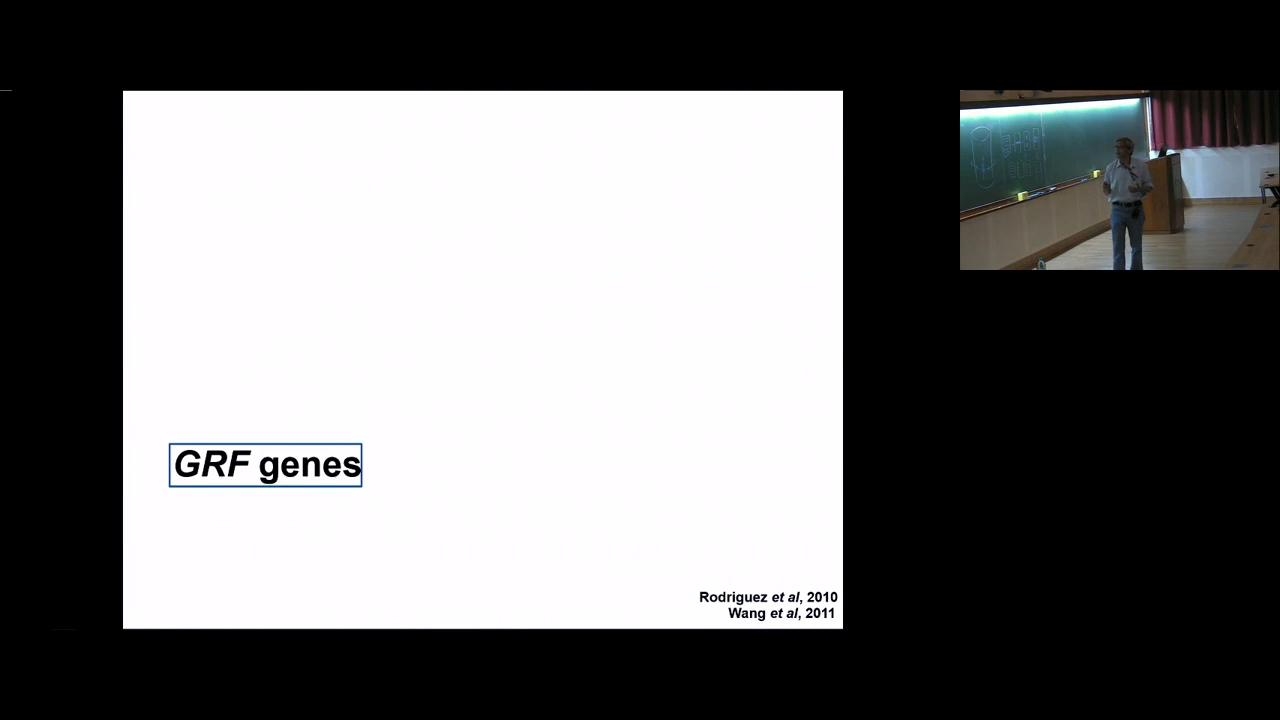 GRF genes
Rodriguez et al, 2010
Wang et al, 2011